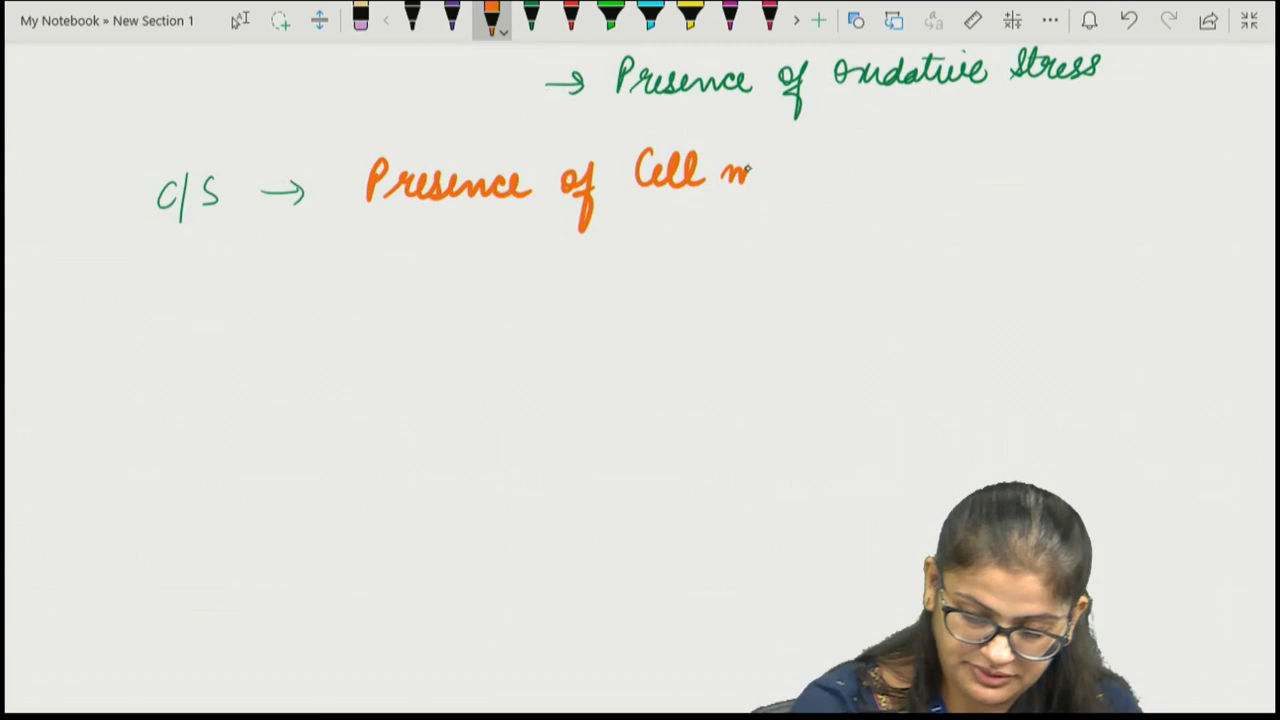 My Notebook » New Section 1
→ Presence of oxidative stress
C/S → Presence of Cell m